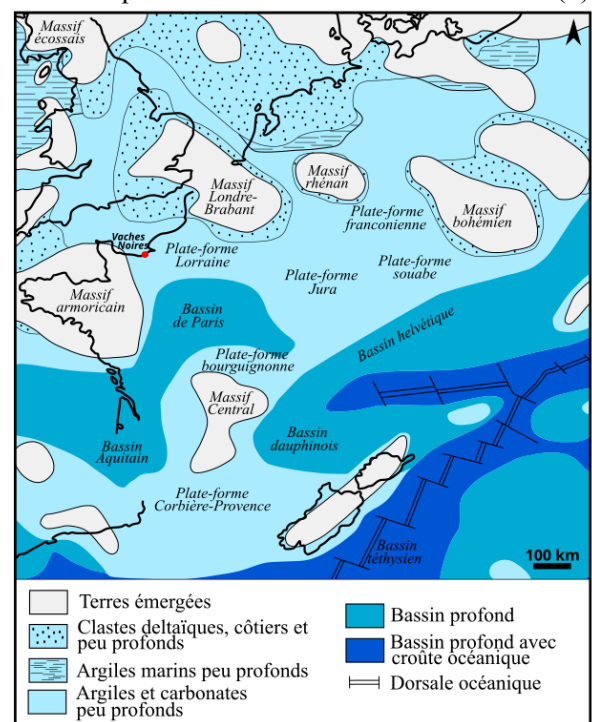 Massif
écossais
Massif
Londre-
Brabant
Massif
rhénan
Plate-forme
franconienne
Massif
bohémien
Vaches
Noires
Plate-forme
Lorraine
Plate-forme
souabe
Plate-forme
Jura
Massif
armoricain
Bassin
de Paris
Bassin helvétique
Plate-forme
bourguignonne
Massif
Central
Bassin
Aquitain
Bassin
dauphinois
Plate-forme
Corbière-Provence
Bassin
téthysien
100 km
Terres émergées
Clastes deltaïques, côtiers et
peu profonds
Argiles marins peu profonds
Argiles et carbonates
peu profonds
Bassin profond
Bassin profond avec
croûte océanique
Dorsale océanique